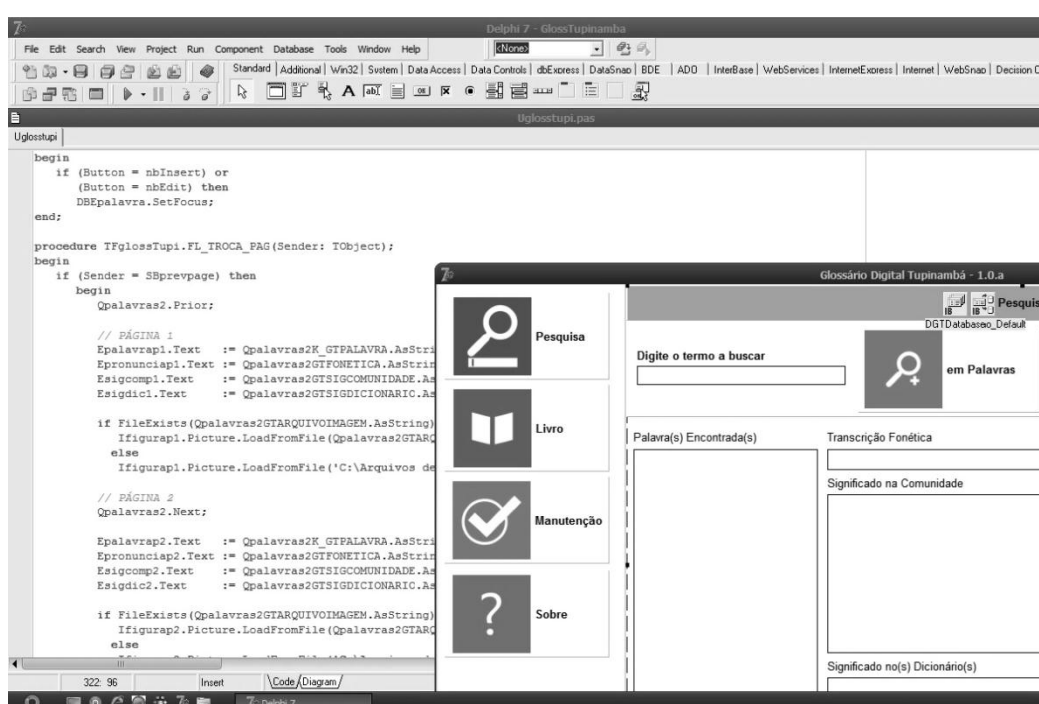 Delphi 7 - GlossTupinamba
File Edit Search View Project Run Component Database Tools Window Help
<None>
Standard Additional Win32 System Data Access Data Controls dbExpress DataSnap BDE ADO InterBase WebServices InternetExpress Internet WebSnap Decision C
Uglosstupi.pas
Uglosstupi
begin
if (Button = nbInsert) or
(Button = nbEdit) then
DBEpalavra.SetFocus;
end;
procedure TFglossTupi.FL_TROCA_PAG(Sender: TObject);
begin
if (Sender = SBprevpage) then
begin
Qpalavras2.Prior;
// PÁGINA 1
Epalavrap1.Text := Qpalavras2K_GTPALAVRA.AsStri
Epronunciap1.Text := Qpalavras2GTFONETICA.AsStrin
Esigcomp1.Text := Qpalavras2GTSIGCOMUNIDADE.As
Esigdic1.Text := Qpalavras2GTSIGDICIONARIC.As
if FileExists(Qpalavras2GTARQUIVOIMAGEM.AsString)
Ifigurap1.Picture.LoadFromFile(Qpalavras2GTARQ
else
Ifigurap1.Picture.LoadFromFile('C:\Arquivos de
// PÁGINA 2
Qpalavras2.Next;
Epalavrap2.Text := Qpalavras2K_GTPALAVRA.AsStri
Epronunciap2.Text := Qpalavras2GTFONETICA.AsStrin
Esigcomp2.Text := Qpalavras2GTSIGCOMUNIDADE.As
Esigdic2.Text := Qpalavras2GTSIGDICIONARIC.As
if FileExists(Qpalavras2GTARQUIVOIMAGEM.AsString)
Ifigurap2.Picture.LoadFromFile(Qpalavras2GTARQ
else
322: 96 Insert Code Diagram
Delphi 7
Glossário Digital Tupinambá - 1.0.a
Pesquisa
Livro
Manutenção
Sobre
Pesquis
DGTDatabase
_Default
Digite o termo a buscar
em Palavras
Palavra(s) Encontrada(s)
Transcrição Fonética
Significado na Comunidade
Significado no(s) Dicionário(s)